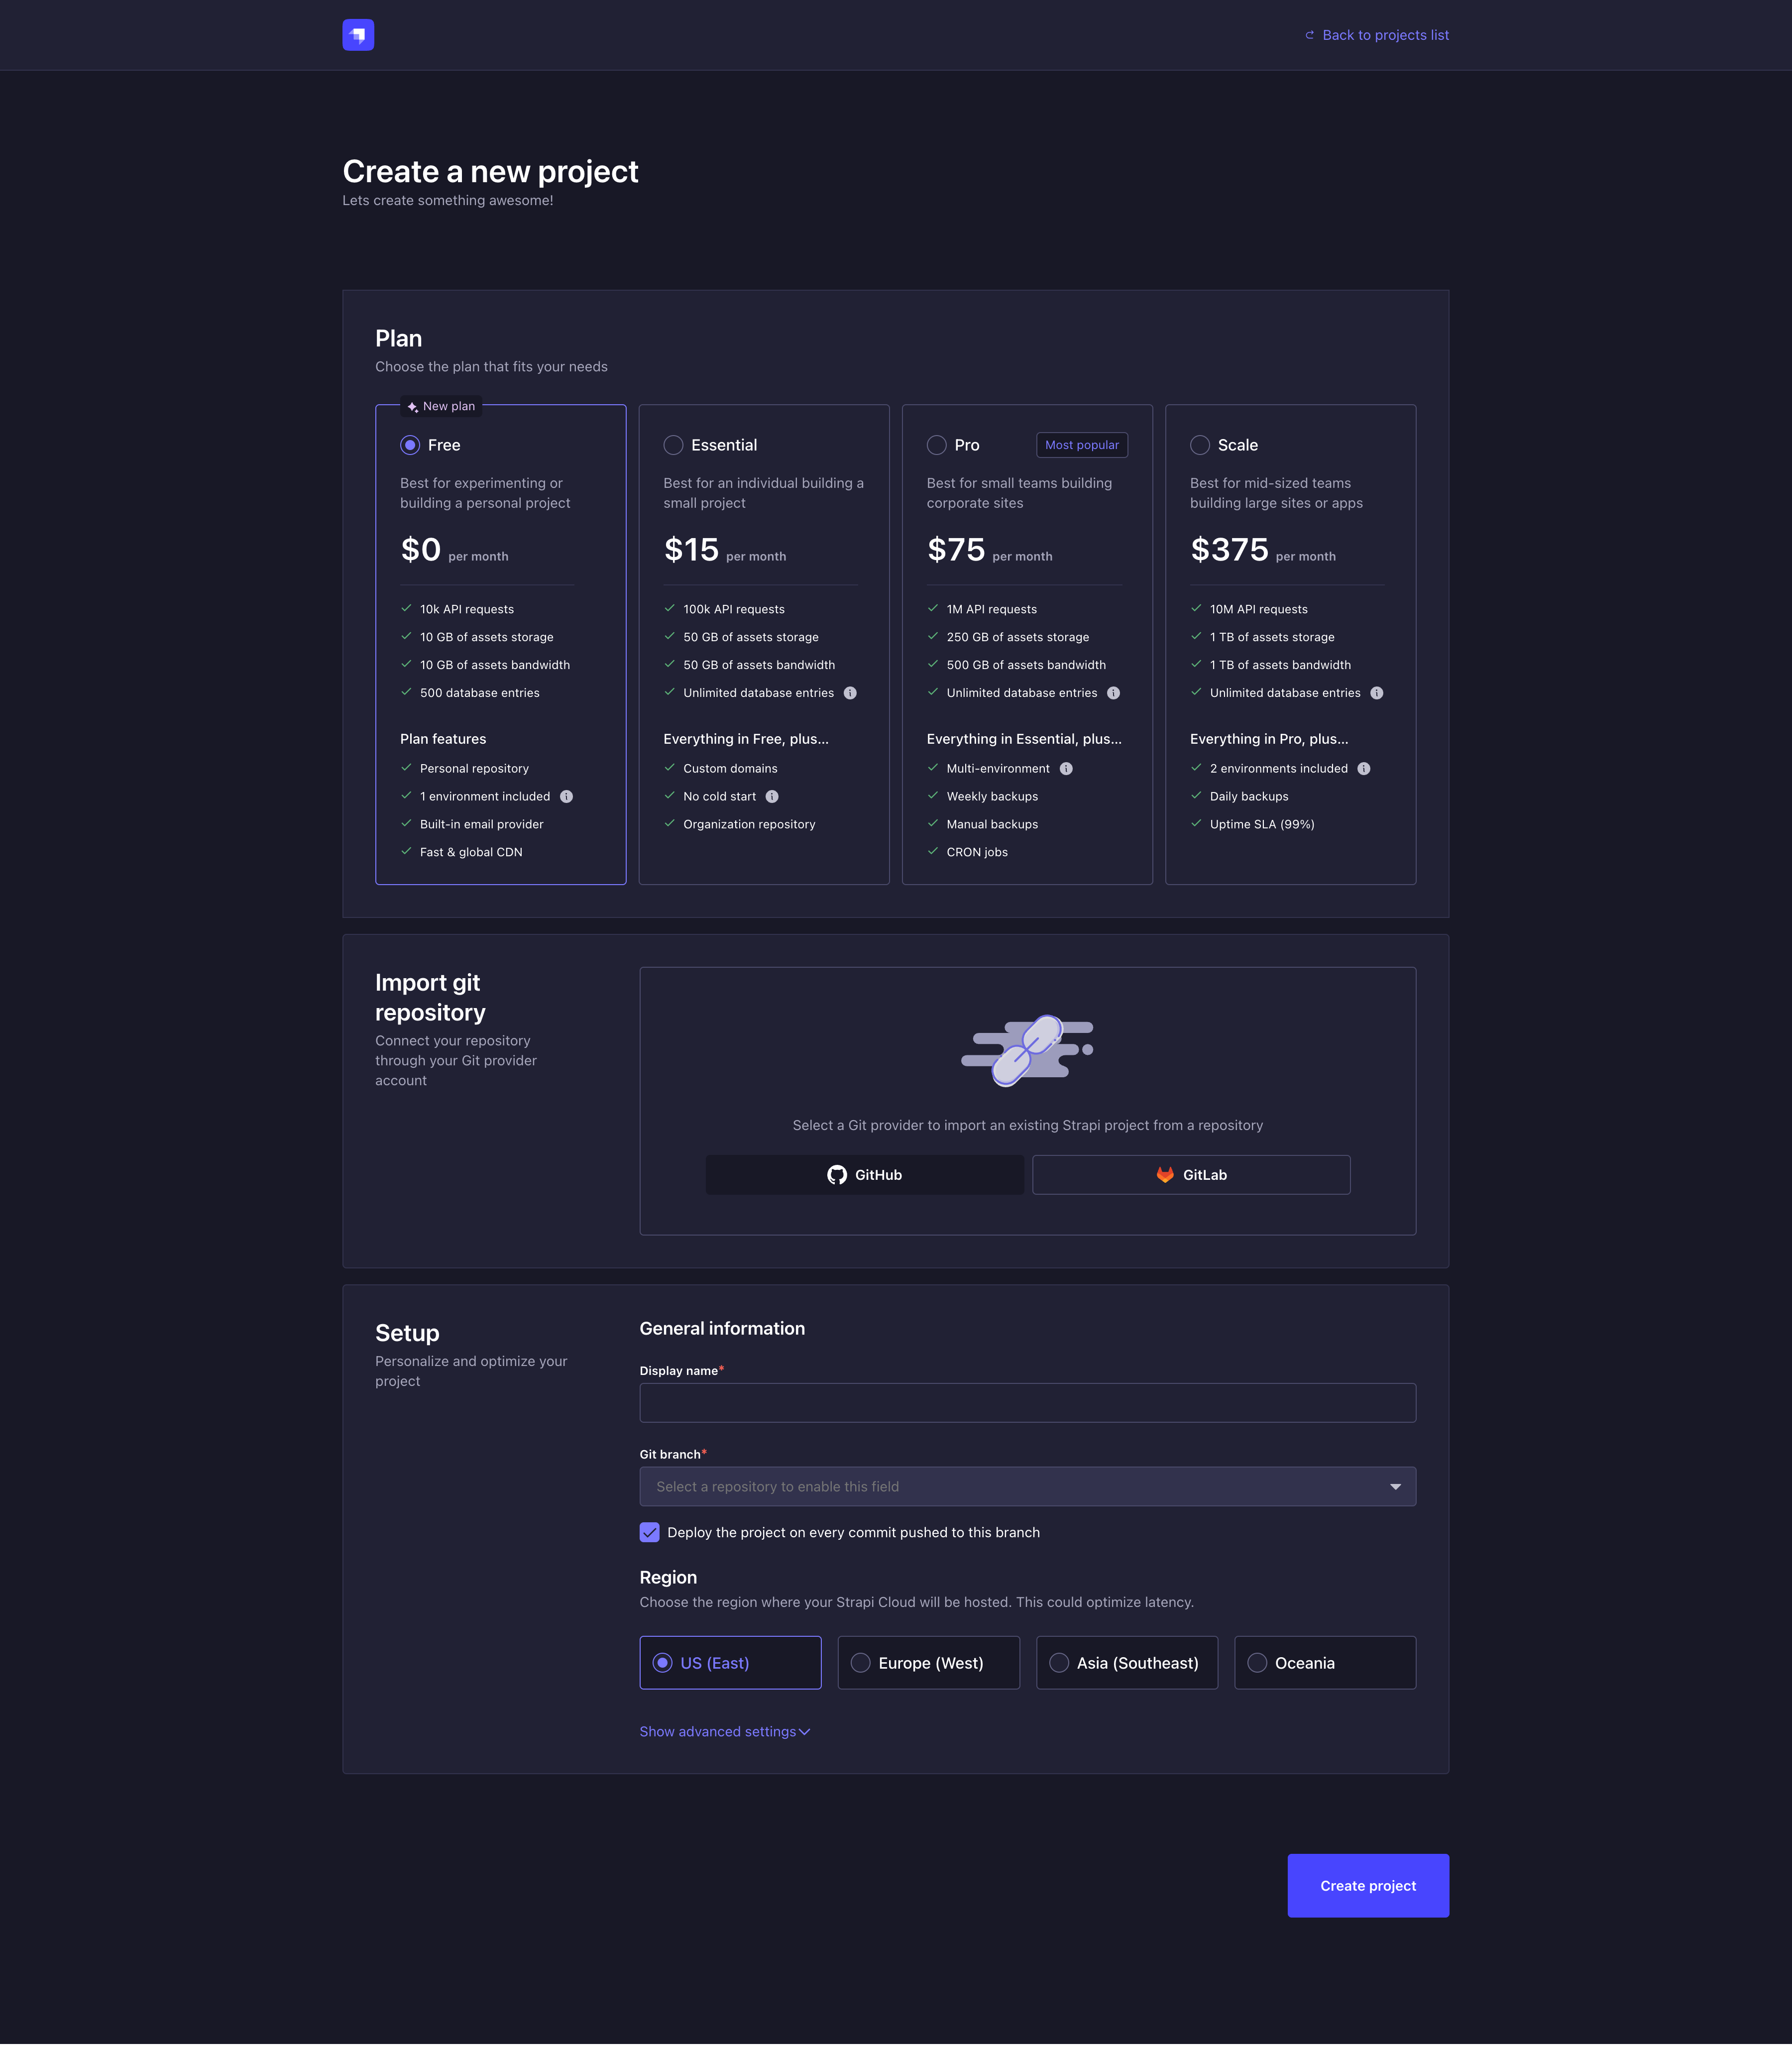 Back to projects list
Create a new project
Lets create something awesome!
Plan
Choose the plan that fits your needs
New plan
Free
Best for experimenting or
building a personal project
$0 per month
10k API requests
10 GB of assets storage
10 GB of assets bandwidth
500 database entries
Plan features
Personal repository
1 environment included
Built-in email provider
Fast & global CDN
Essential
Best for an individual building a
small project
$15 per month
100k API requests
50 GB of assets storage
50 GB of assets bandwidth
Unlimited database entries
Everything in Free, plus...
Custom domains
No cold start
Organization repository
Pro
Most popular
Best for small teams building
corporate sites
$75 per month
1M API requests
250 GB of assets storage
500 GB of assets bandwidth
Unlimited database entries
Everything in Essential, plus...
Multi-environment
Weekly backups
Manual backups
CRON jobs
Scale
Best for mid-sized teams
building large sites or apps
$375 per month
10M API requests
1 TB of assets storage
1 TB of assets bandwidth
Unlimited database entries
Everything in Pro, plus...
2 environments included
Daily backups
Uptime SLA (99%)
Import git
repository
Connect your repository
through your Git provider
account
Select a Git provider to import an existing Strapi project from a repository
GitHub
GitLab
Setup
Personalize and optimize your
project
General information
Display name*
Git branch*
Select a repository to enable this field
Deploy the project on every commit pushed to this branch
Region
Choose the region where your Strapi Cloud will be hosted. This could optimize latency.
US (East)
Europe (West)
Asia (Southeast)
Oceania
Show advanced settings
Create project